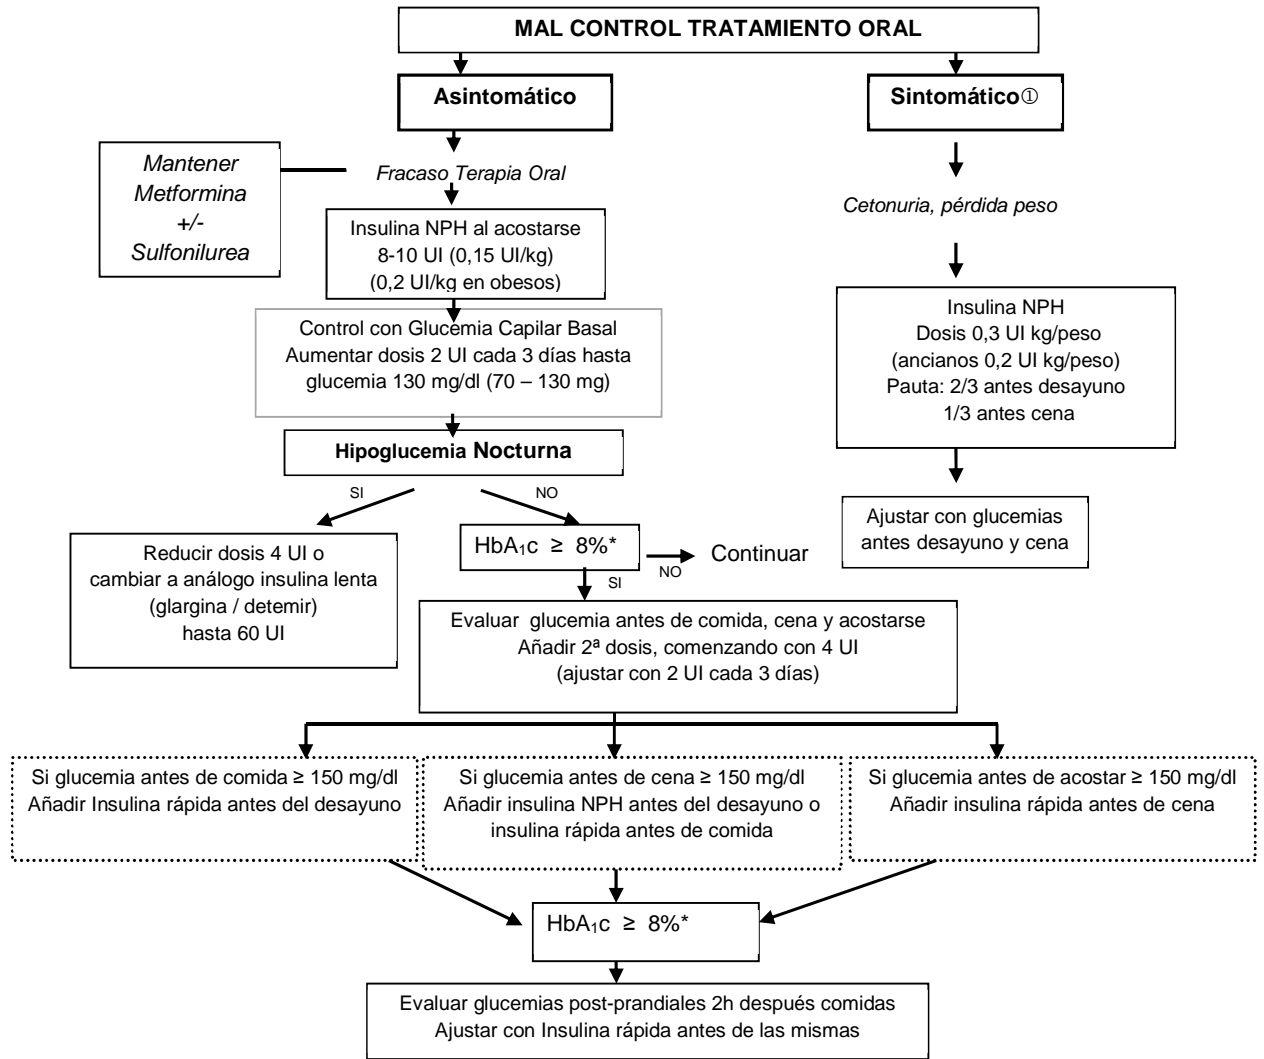 MAL CONTROL TRATAMIENTO ORAL
Asintomático
Sintomático①
Mantener
Metformina
+/-
Sulfonilurea
Fracaso Terapia Oral
Cetonuria, pérdida peso
Insulina NPH al acostarse
8-10 UI (0,15 UI/kg)
(0,2 UI/kg en obesos)
Control con Glucemia Capilar Basal
Aumentar dosis 2 UI cada 3 días hasta
glucemia 130 mg/dl (70 – 130 mg)
Insulina NPH
Dosis 0,3 UI kg/peso
(ancianos 0,2 UI kg/peso)
Pauta: 2/3 antes desayuno
1/3 antes cena
Hipoglucemia Nocturna
SI
NO
Reducir dosis 4 UI o
cambiar a análogo insulina lenta
(glargina / detemir)
hasta 60 UI
HbA₁c ≥ 8%*
NO
Continuar
SI
Ajustar con glucemias
antes desayuno y cena
Evaluar glucemia antes de comida, cena y acostarse
Añadir 2ª dosis, comenzando con 4 UI
(ajustar con 2 UI cada 3 días)
Si glucemia antes de comida ≥ 150 mg/dl
Añadir Insulina rápida antes del desayuno
Si glucemia antes de cena ≥ 150 mg/dl
Añadir insulina NPH antes del desayuno o
insulina rápida antes de comida
Si glucemia antes de acostar ≥ 150 mg/dl
Añadir insulina rápida antes de cena
HbA₁c ≥ 8%*
Evaluar glucemias post-prandiales 2h después comidas
Ajustar con Insulina rápida antes de las mismas